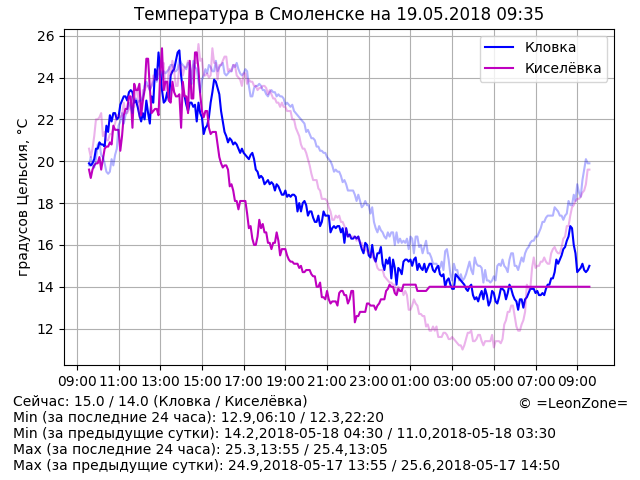 Температура в Смоленске на 19.05.2018 09:35
Кловка
Киселёвка
градусов Цельсия, °C
26
24
22
20
18
16
14
12
09:00 11:00 13:00 15:00 17:00 19:00 21:00 23:00 01:00 03:00 05:00 07:00 09:00
Сейчас: 15.0 / 14.0 (Кловка / Киселёвка)
© =LeonZone=
Min (за последние 24 часа): 12.9,06:10 / 12.3,22:20
Min (за предыдущие сутки): 14.2,2018-05-18 04:30 / 11.0,2018-05-18 03:30
Max (за последние 24 часа): 25.3,13:55 / 25.4,13:05
Max (за предыдущие сутки): 24.9,2018-05-17 13:55 / 25.6,2018-05-17 14:50